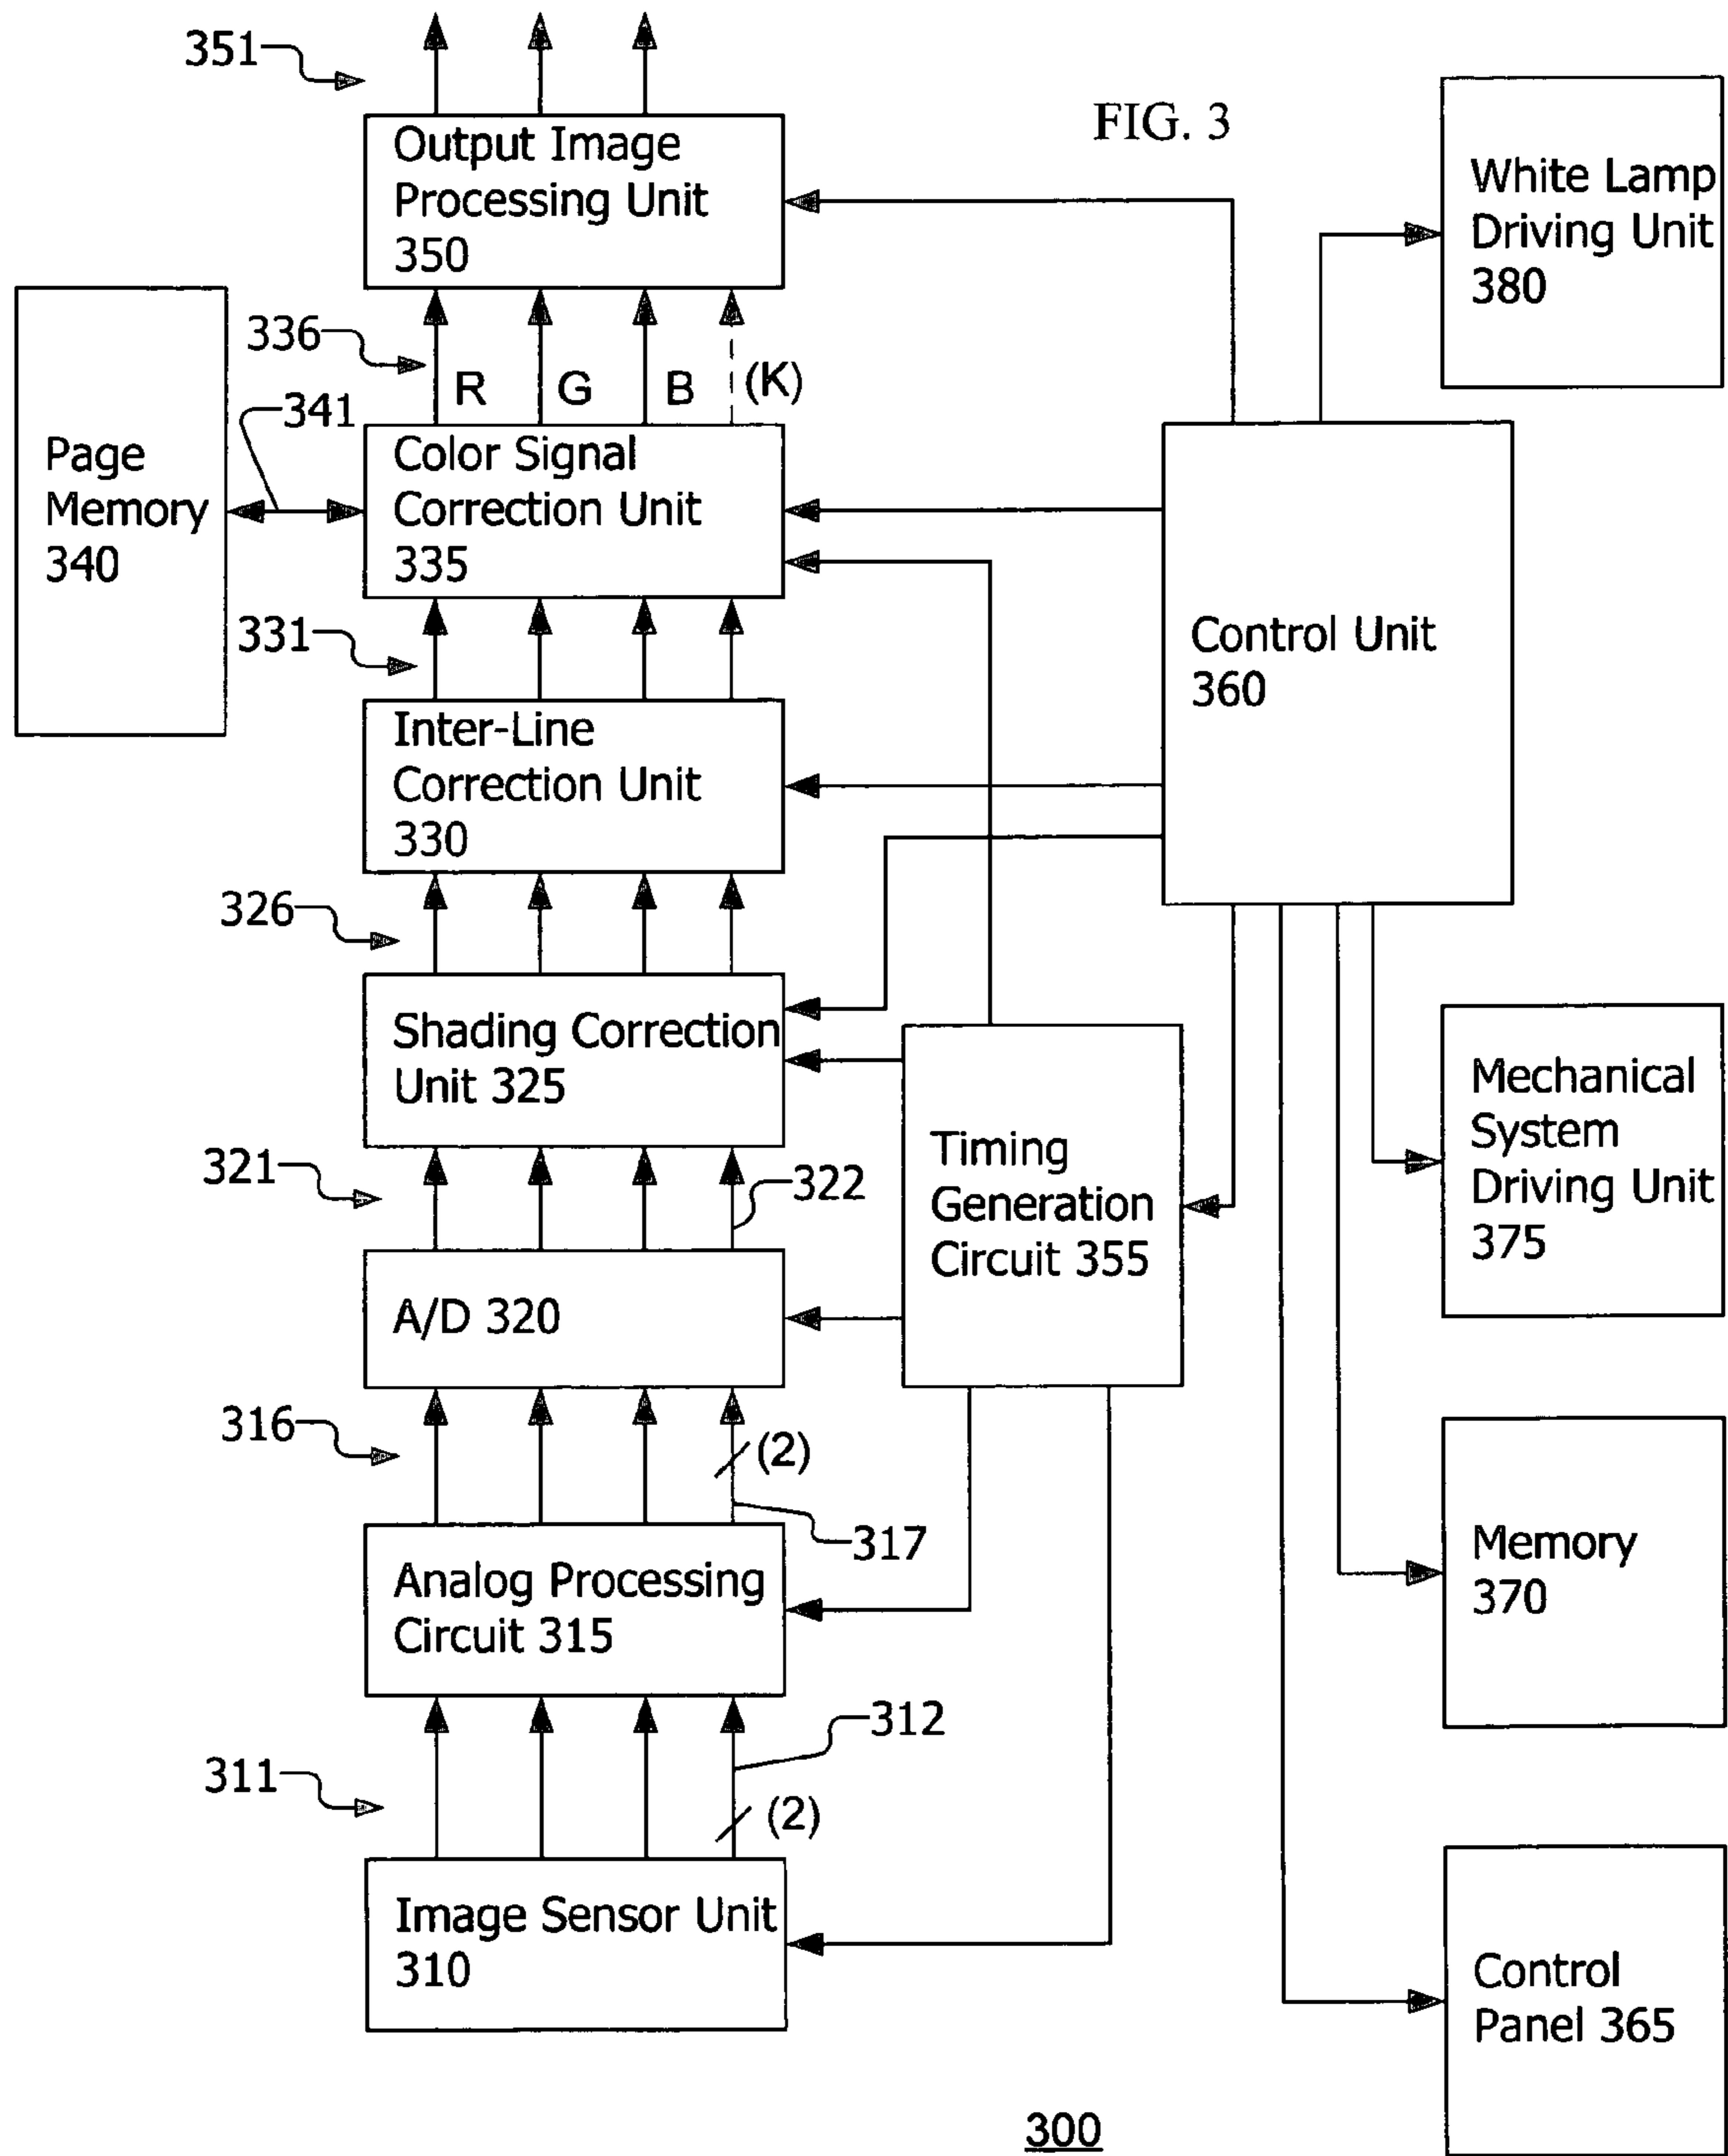 351
FIG. 3
Output Image
Processing Unit
350
White Lamp
Driving Unit
380
336
R
G
B
(K)
341
Page
Memory
340
Color Signal
Correction Unit
335
Control Unit
360
331
Inter-Line
Correction Unit
330
326
Shading Correction
Unit 325
Timing
Generation
Circuit 355
Mechanical
System
Driving Unit
375
321
322
A/D 320
316
(2)
317
Analog Processing
Circuit 315
Memory
370
312
311
(2)
Image Sensor Unit
310
Control
Panel 365
300